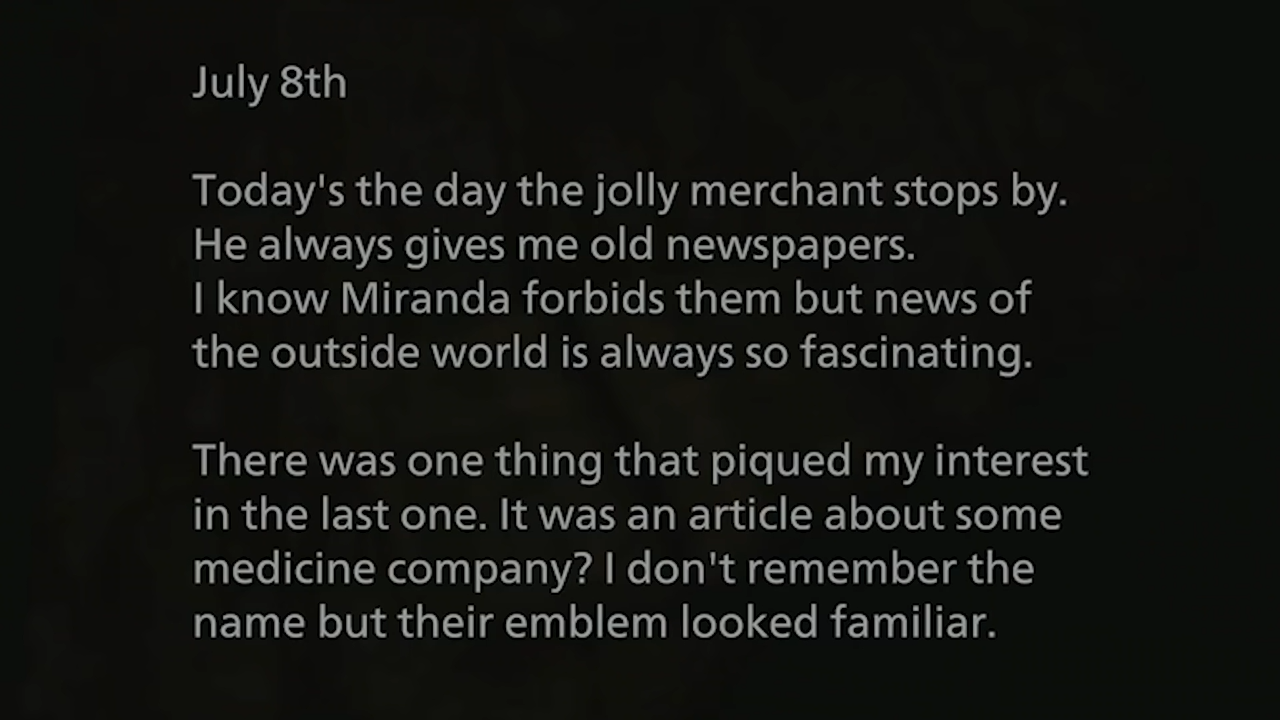 July 8th
Today's the day the jolly merchant stops by.
He always gives me old newspapers.
I know Miranda forbids them but news of
the outside world is always so fascinating.
There was one thing that piqued my interest
in the last one. It was an article about some
medicine company? I don't remember the
name but their emblem looked familiar.